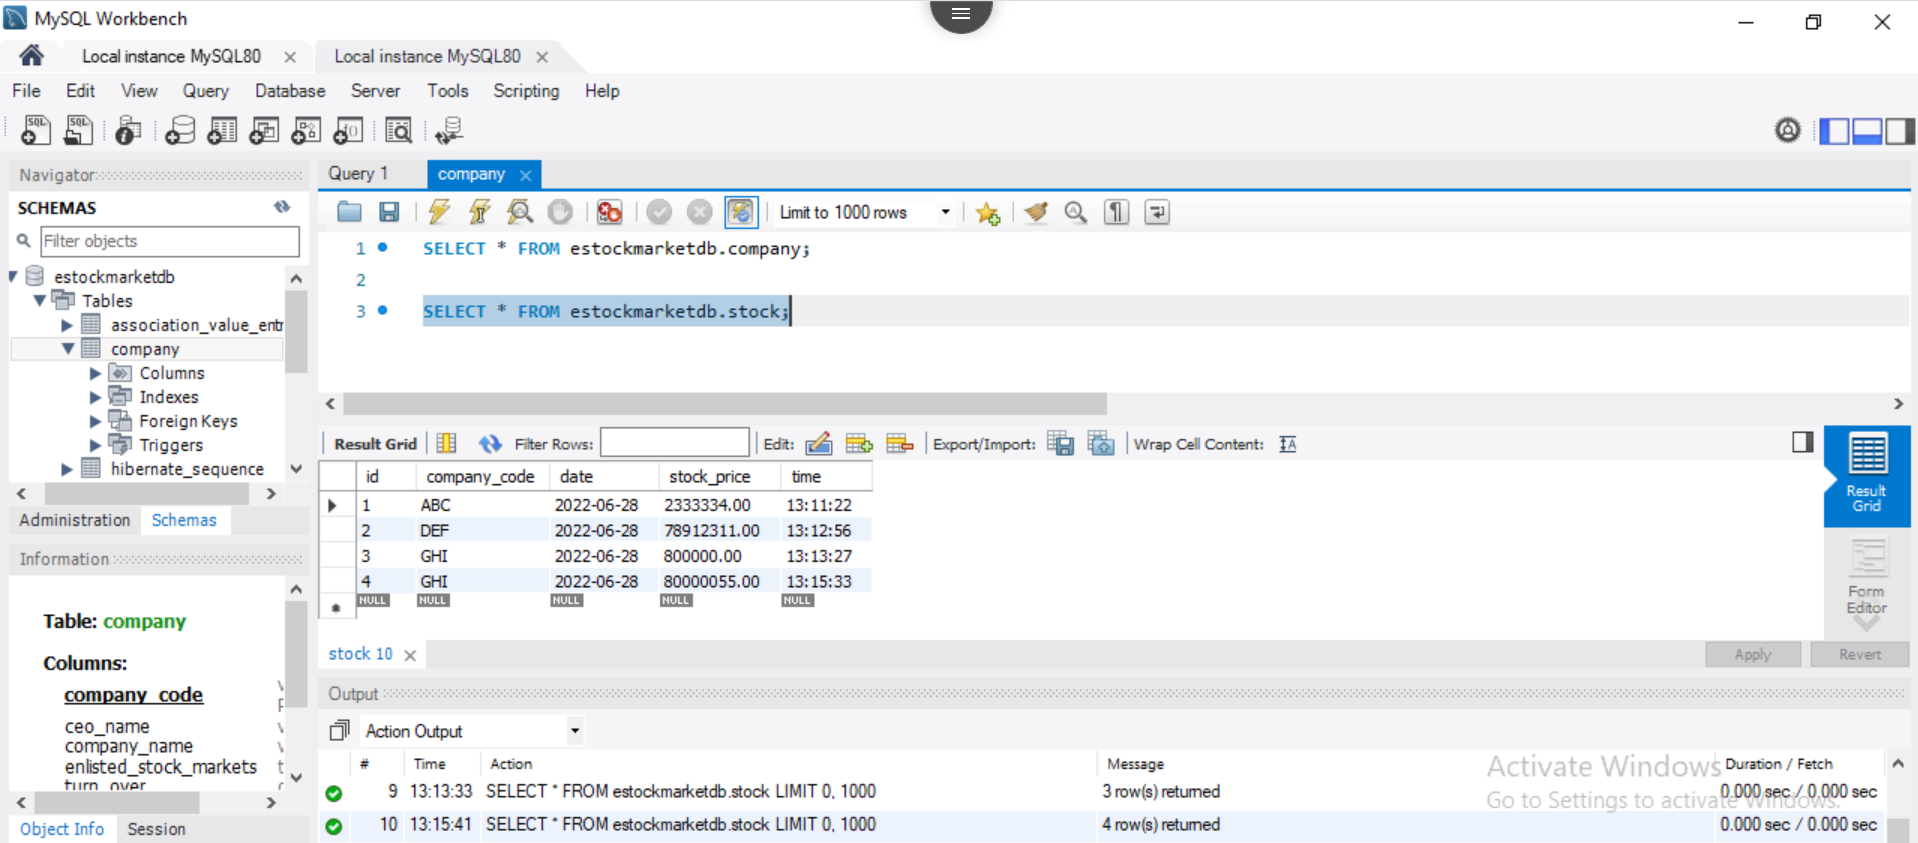 MySQL Workbench
Local instance MySQL80
Local instance MySQL80
File Edit View Query Database Server Tools Scripting Help
Navigator
SCHEMAS
Filter objects
estockmarketdb
Tables
association_value_entr
company
Columns
Indexes
Foreign Keys
Triggers
hibernate_sequence
Administration Schemas
Information
Table: company
Columns:
company_code
ceo_name
company_name
enlisted_stock_markets
turn_over
Object Info Session
Query 1 company
Limit to 1000 rows
1 SELECT * FROM estockmarketdb.company;
2
3 SELECT * FROM estockmarketdb.stock;
Result Grid Filter Rows: Edit: Export/Import: Wrap Cell Content:
id company_code date stock_price time
1 ABC 2022-06-28 2333334.00 13:11:22
2 DEF 2022-06-28 78912311.00 13:12:56
3 GHI 2022-06-28 800000.00 13:13:27
4 GHI 2022-06-28 80000055.00 13:15:33
NULL NULL NULL NULL NULL
Result
Grid
Form
Editor
stock 10
Apply Revert
Output
Action Output
# Time Action Message Duration / Fetch
9 13:13:33 SELECT * FROM estockmarketdb.stock LIMIT 0, 1000 3 row(s) returned 0.000 sec / 0.000 sec
10 13:15:41 SELECT * FROM estockmarketdb.stock LIMIT 0, 1000 4 row(s) returned 0.000 sec / 0.000 sec
Activate Windows
Go to Settings to activate Windows.